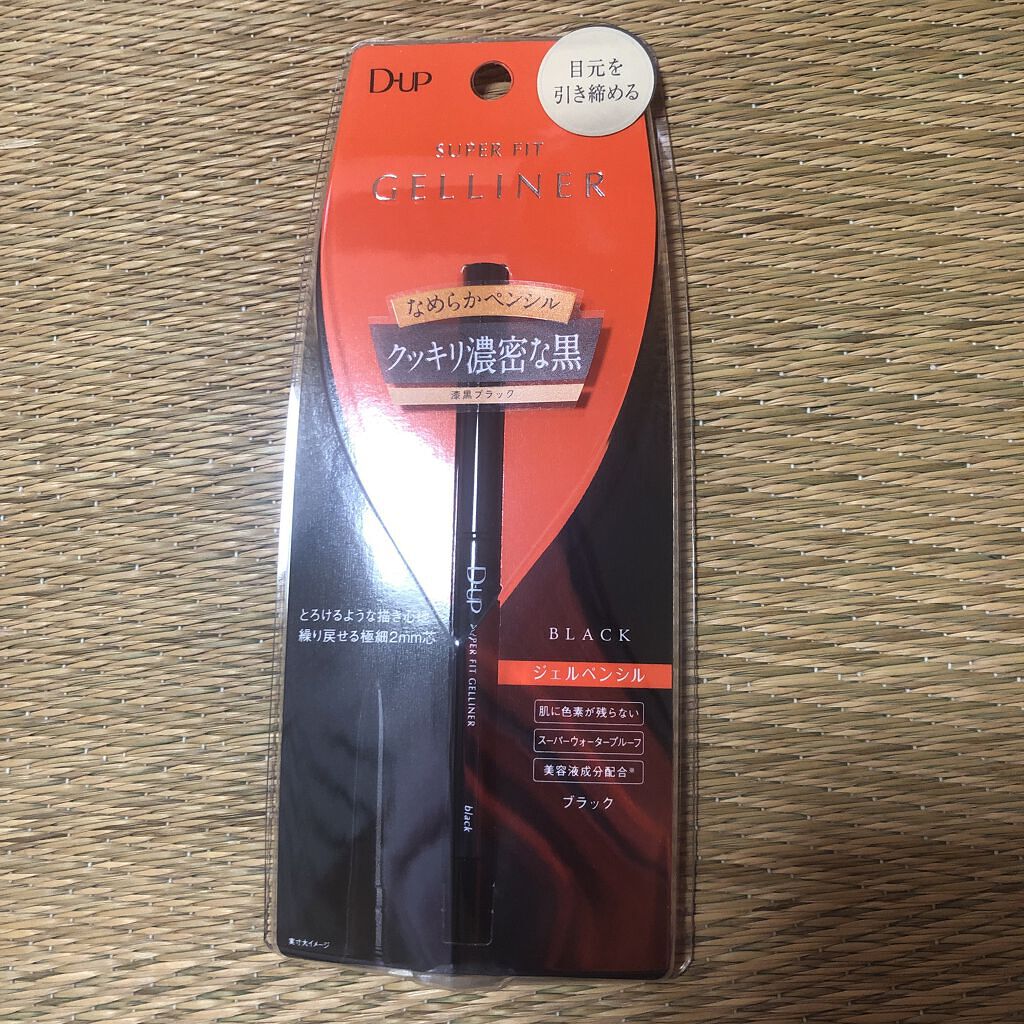 D-UP
目元を
引き締める
SUPER FIT
GELLINER
なめらかペンシル
クッキリ濃密な黒
漆黒ブラック
D-UP SUPER FIT GELLINER
black
とろけるような描き心地
繰り戻せる極細2mm芯
BLACK
ジェルペンシル
肌に色素が残らない
スーパーウォータープルーフ
美容液成分配合※
ブラック
実寸大イメージ